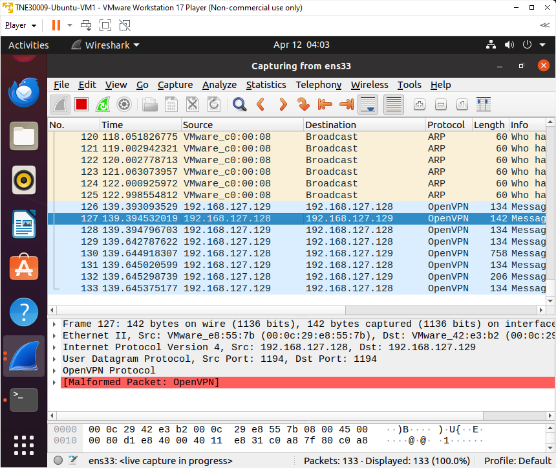 TNE30009-Ubuntu-VM1 - VMware Workstation 17 Player (Non-commercial use only)
Player
Activities Wireshark Apr 12 04:03
Capturing from ens33
File Edit View Go Capture Analyze Statistics Telephony Wireless Tools Help
No. Time Source Destination Protocol Length Info
120 118.051826775 VMware_c0:00:08 Broadcast ARP 60 Who ha
121 119.002942321 VMware_c0:00:08 Broadcast ARP 60 Who ha
122 120.002778713 VMware_c0:00:08 Broadcast ARP 60 Who ha
123 121.063073957 VMware_c0:00:08 Broadcast ARP 60 Who ha
124 122.000925972 VMware_c0:00:08 Broadcast ARP 60 Who ha
125 122.998554812 VMware_c0:00:08 Broadcast ARP 60 Who ha
126 139.393093529 192.168.127.129 192.168.127.128 OpenVPN 134 Messag
127 139.394532019 192.168.127.128 192.168.127.129 OpenVPN 142 Messag
128 139.394796703 192.168.127.129 192.168.127.128 OpenVPN 134 Messag
129 139.642787622 192.168.127.129 192.168.127.128 OpenVPN 134 Messag
130 139.644918307 192.168.127.128 192.168.127.129 OpenVPN 758 Messag
131 139.645020599 192.168.127.129 192.168.127.128 OpenVPN 134 Messag
132 139.645298739 192.168.127.129 192.168.127.128 OpenVPN 206 Messag
133 139.645375177 192.168.127.128 192.168.127.129 OpenVPN 134 Messag
Frame 127: 142 bytes on wire (1136 bits), 142 bytes captured (1136 bits) on interface
Ethernet II, Src: VMware_e8:55:7b (00:0c:29:e8:55:7b), Dst: VMware_42:e3:b2 (00:0c:
Internet Protocol Version 4, Src: 192.168.127.128, Dst: 192.168.127.129
User Datagram Protocol, Src Port: 1194, Dst Port: 1194
OpenVPN Protocol
[Malformed Packet: OpenVPN]
0000 00 0c 29 42 e3 b2 00 0c 29 e8 55 7b 08 00 45 00 ··)B···· )·U{··E·
0010 00 80 d1 e8 40 00 40 11 e8 31 c0 a8 7f 80 c0 a8 ····@·@· ·1······
ens33: <live capture in progress> Packets: 133 · Displayed: 133 (100.0%) Profile: Default